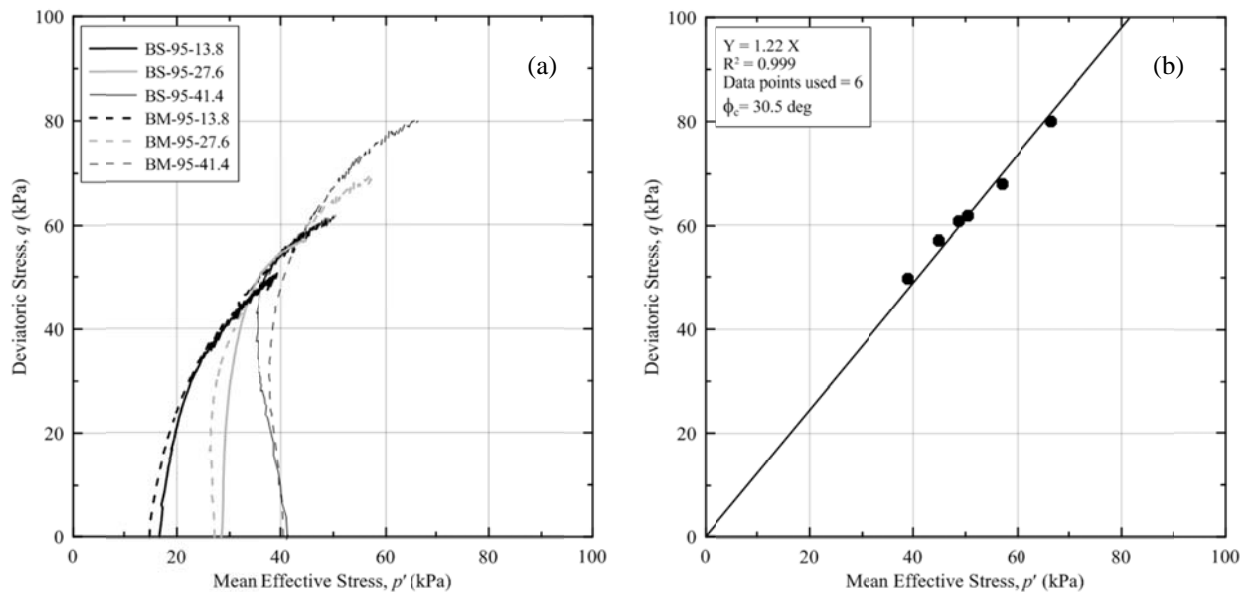 100
80
60
40
20
0
Deviatoric Stress, q (kPa)
BS-95-13.8
BS-95-27.6
BS-95-41.4
BM-95-13.8
BM-95-27.6
BM-95-41.4
(a)
0 20 40 60 80 100
Mean Effective Stress, p′ (kPa)
100
80
60
40
20
0
Deviatoric Stress, q (kPa)
Y = 1.22 X
R² = 0.999
Data points used = 6
ϕc= 30.5 deg
(b)
0 20 40 60 80 100
Mean Effective Stress, p′ (kPa)